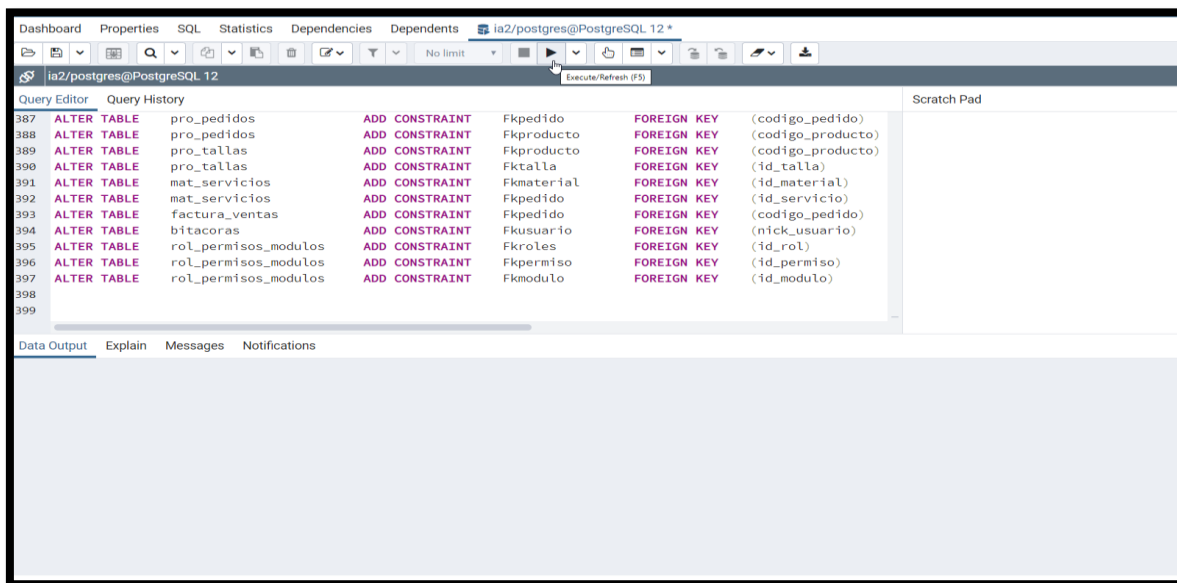 Dashboard Properties SQL Statistics Dependencies Dependents ia2/postgres@PostgreSQL 12 *
No limit
ia2/postgres@PostgreSQL 12
Execute/Refresh (F5)
Query Editor Query History Scratch Pad
387 ALTER TABLE pro_pedidos ADD CONSTRAINT Fkpedido FOREIGN KEY (codigo_pedido)
388 ALTER TABLE pro_pedidos ADD CONSTRAINT Fkproducto FOREIGN KEY (codigo_producto)
389 ALTER TABLE pro_tallas ADD CONSTRAINT Fkproducto FOREIGN KEY (codigo_producto)
390 ALTER TABLE pro_tallas ADD CONSTRAINT Fktalla FOREIGN KEY (id_talla)
391 ALTER TABLE mat_servicios ADD CONSTRAINT Fkmaterial FOREIGN KEY (id_material)
392 ALTER TABLE mat_servicios ADD CONSTRAINT Fkpedido FOREIGN KEY (id_servicio)
393 ALTER TABLE factura_ventas ADD CONSTRAINT Fkpedido FOREIGN KEY (codigo_pedido)
394 ALTER TABLE bitacoras ADD CONSTRAINT Fkusuario FOREIGN KEY (nick_usuario)
395 ALTER TABLE rol_permisos_modulos ADD CONSTRAINT Fkroles FOREIGN KEY (id_rol)
396 ALTER TABLE rol_permisos_modulos ADD CONSTRAINT Fkpermiso FOREIGN KEY (id_permiso)
397 ALTER TABLE rol_permisos_modulos ADD CONSTRAINT Fkmodulo FOREIGN KEY (id_modulo)
398
399
Data Output Explain Messages Notifications